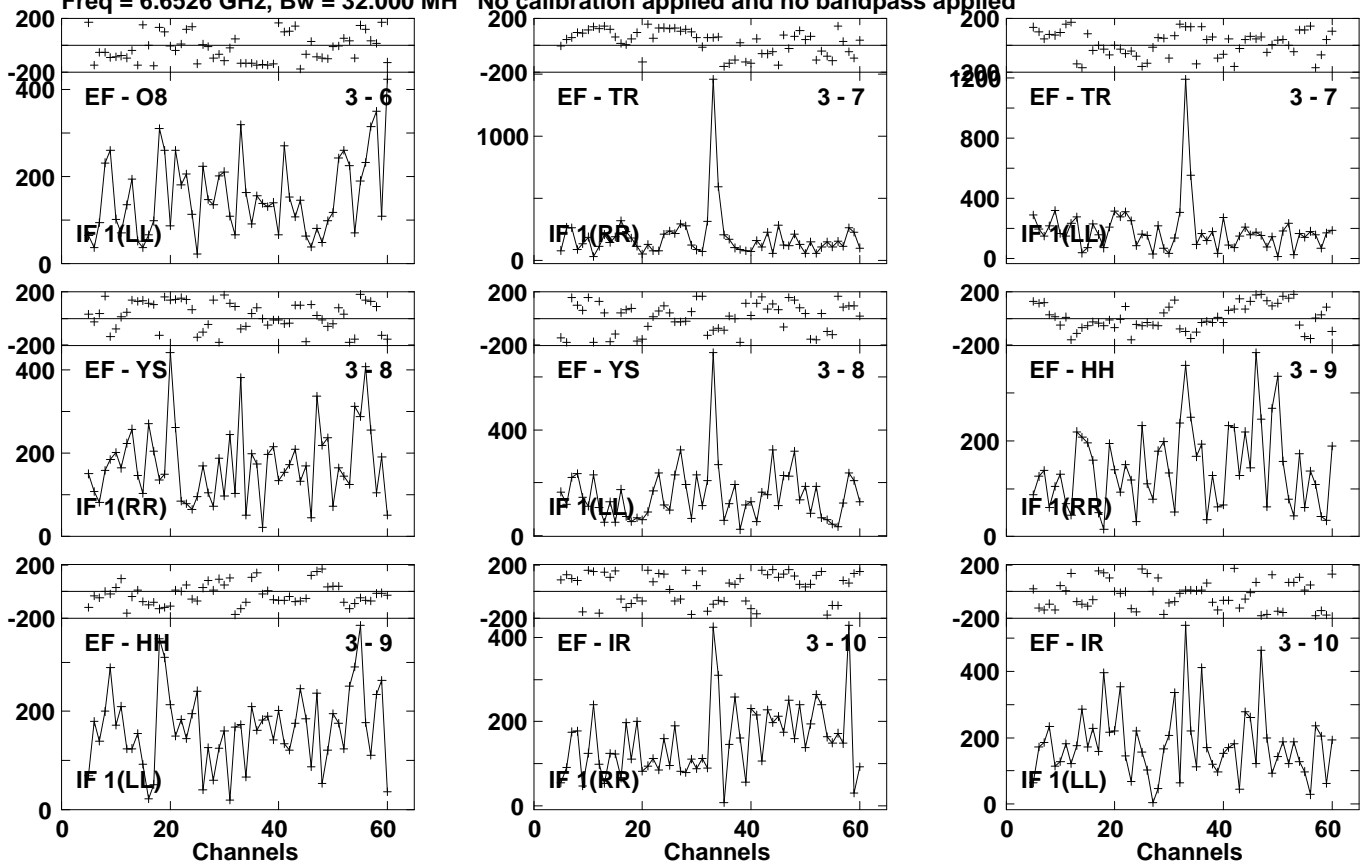 Freq = 6.6526 GHz, Bw = 32.000 MH No calibration applied and no bandpass applied
200
-200
400
200
0
EF - O8
3 - 6
IF 1(LL)
1000
0
EF - TR
3 - 7
IF 1(RR)
200
-200
1200
800
400
0
EF - TR
3 - 7
IF 1(LL)
200
-200
400
200
0
EF - YS
3 - 8
IF 1(RR)
200
-200
400
0
EF - YS
3 - 8
IF 1(LL)
200
-200
200
0
EF - HH
3 - 9
IF 1(RR)
200
-200
200
0
EF - HH
3 - 9
IF 1(LL)
0 20 40 60
Channels
200
-200
400
200
0
EF - IR
3 - 10
IF 1(RR)
0 20 40 60
Channels
200
-200
400
200
0
EF - IR
3 - 10
IF 1(LL)
0 20 40 60
Channels